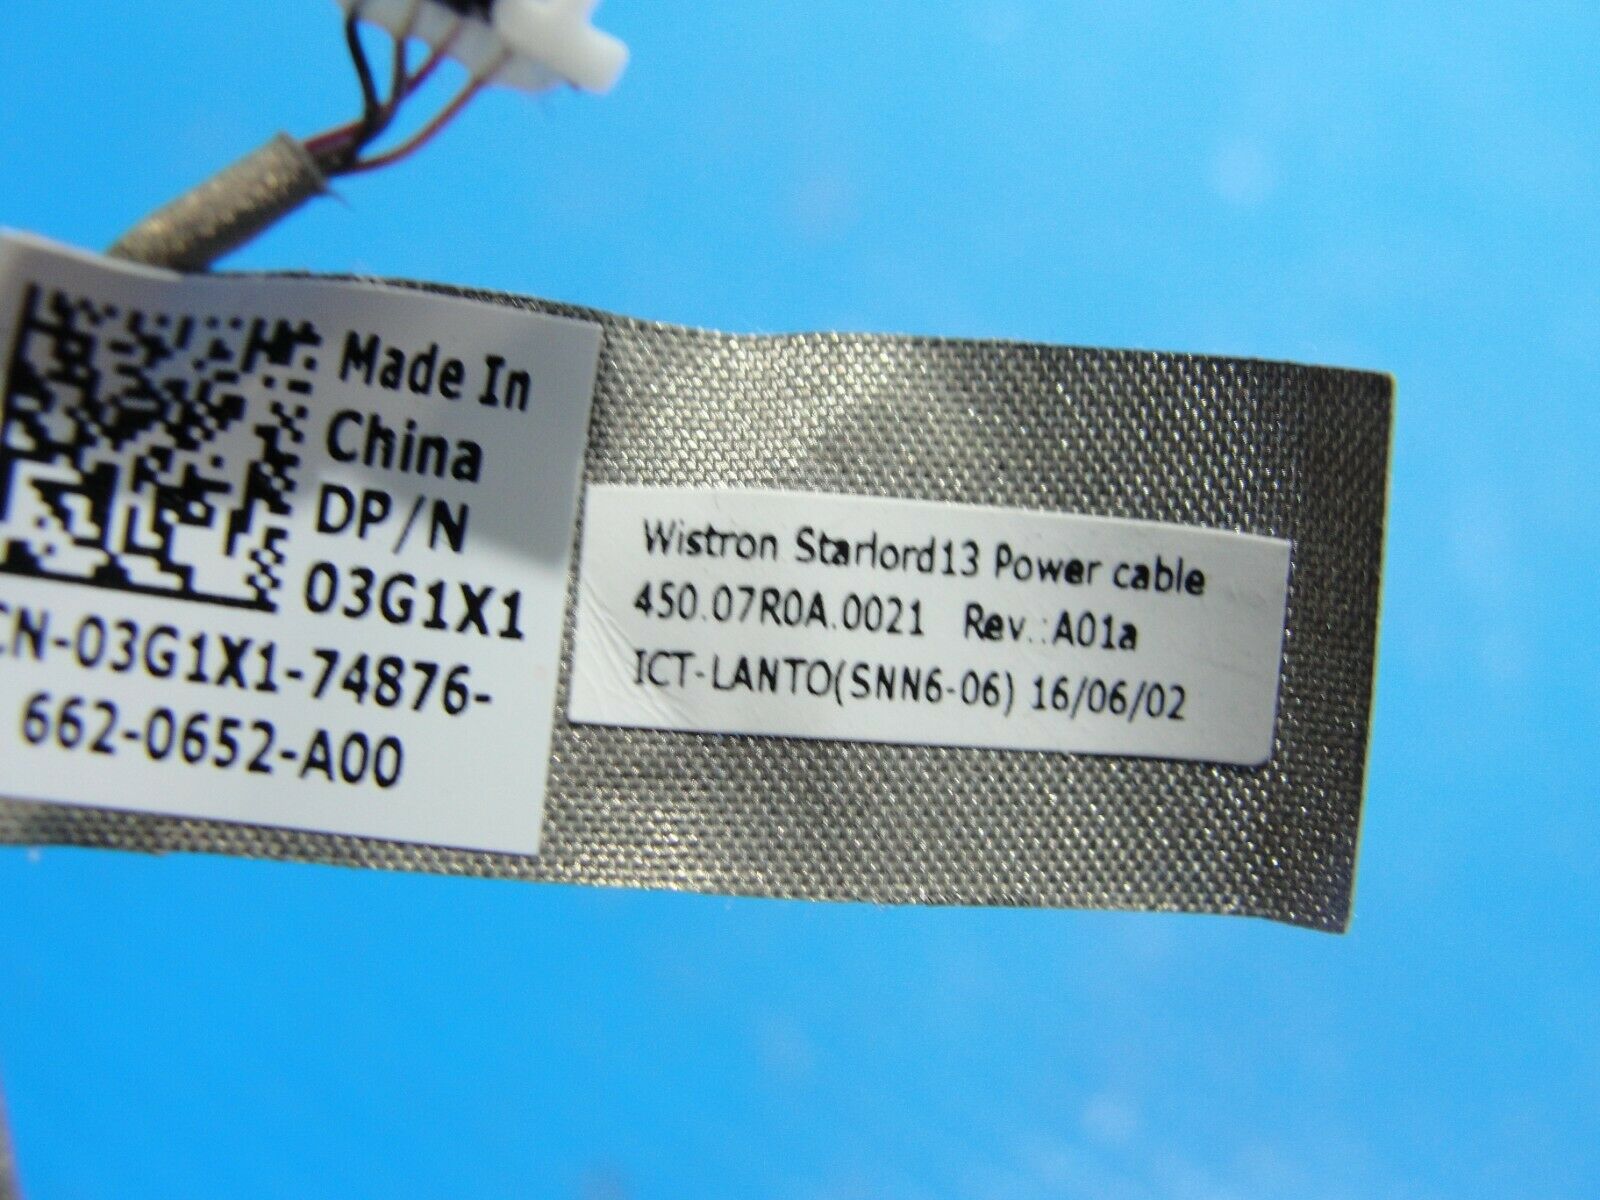 Made In
China
DP/N
03G1X1
CN-03G1X1-74876-
662-0652-A00
Wistron Starlord13 Power cable
450.07R0A.0021 Rev.:A01a
ICT-LANTO(SNN6-06) 16/06/02